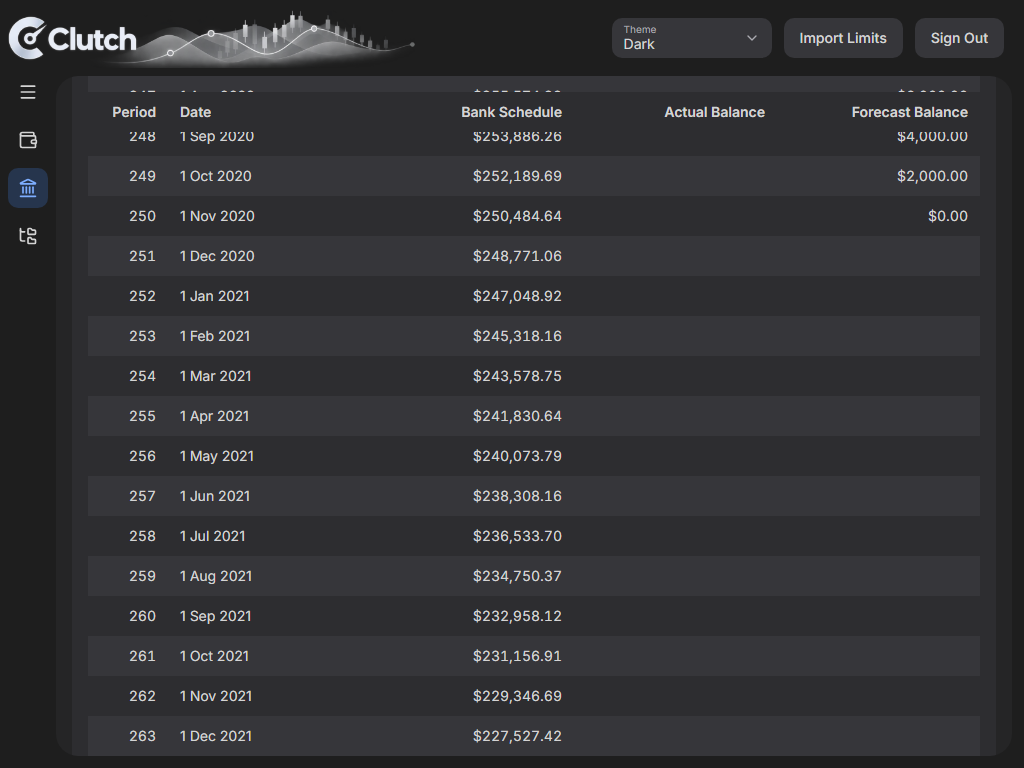 Clutch
Theme
Dark
Import Limits
Sign Out
Period Date Bank Schedule Actual Balance Forecast Balance
248 1 Sep 2020 $253,886.26 $4,000.00
249 1 Oct 2020 $252,189.69 $2,000.00
250 1 Nov 2020 $250,484.64 $0.00
251 1 Dec 2020 $248,771.06
252 1 Jan 2021 $247,048.92
253 1 Feb 2021 $245,318.16
254 1 Mar 2021 $243,578.75
255 1 Apr 2021 $241,830.64
256 1 May 2021 $240,073.79
257 1 Jun 2021 $238,308.16
258 1 Jul 2021 $236,533.70
259 1 Aug 2021 $234,750.37
260 1 Sep 2021 $232,958.12
261 1 Oct 2021 $231,156.91
262 1 Nov 2021 $229,346.69
263 1 Dec 2021 $227,527.42